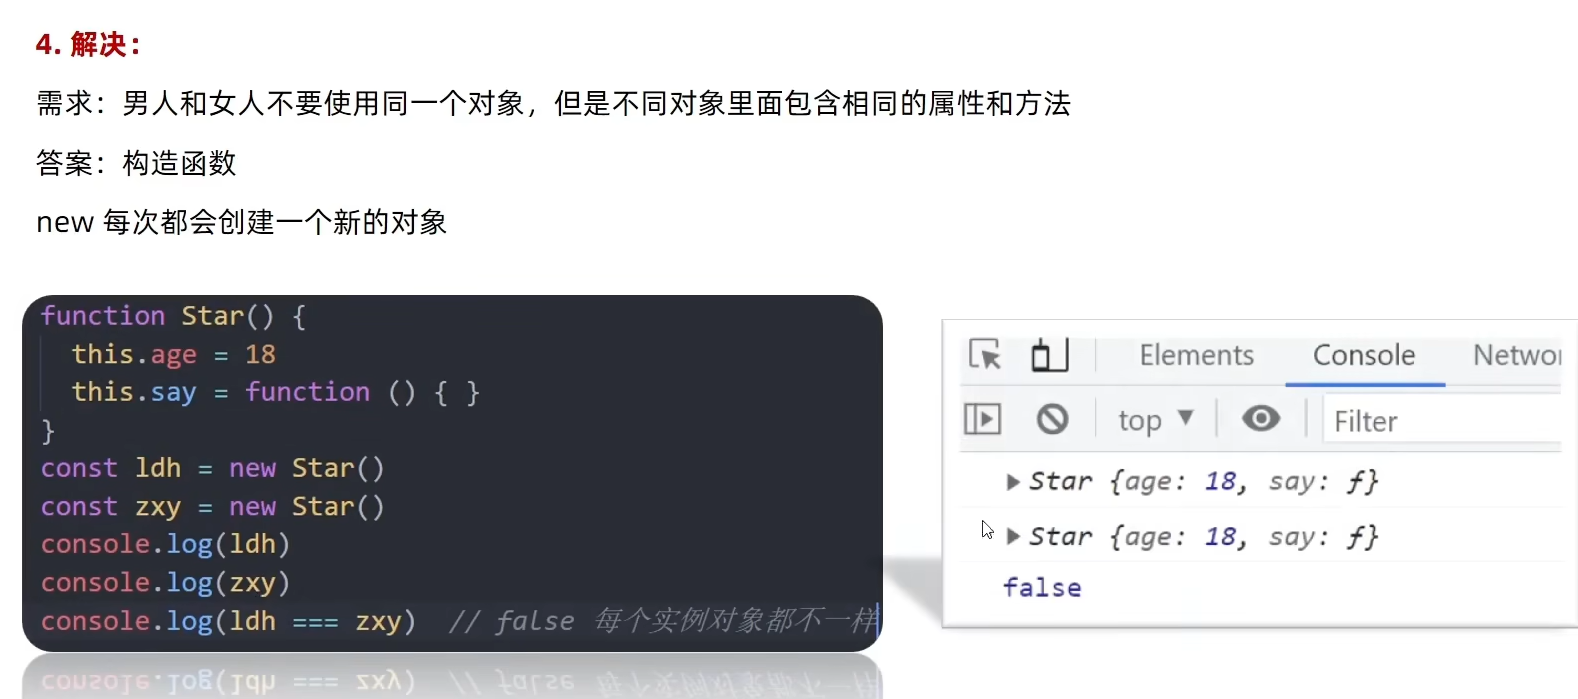 4. 解决：
需求：男人和女人不要使用同一个对象，但是不同对象里面包含相同的属性和方法
答案：构造函数
new 每次都会创建一个新的对象
function Star() {
this.age = 18
this.say = function () { }
}
const ldh = new Star()
const zxy = new Star()
console.log(ldh)
console.log(zxy)
console.log(ldh === zxy) // false 每个实例对象都不一样
Elements Console Networ
top Filter
Star {age: 18, say: ƒ}
Star {age: 18, say: ƒ}
false